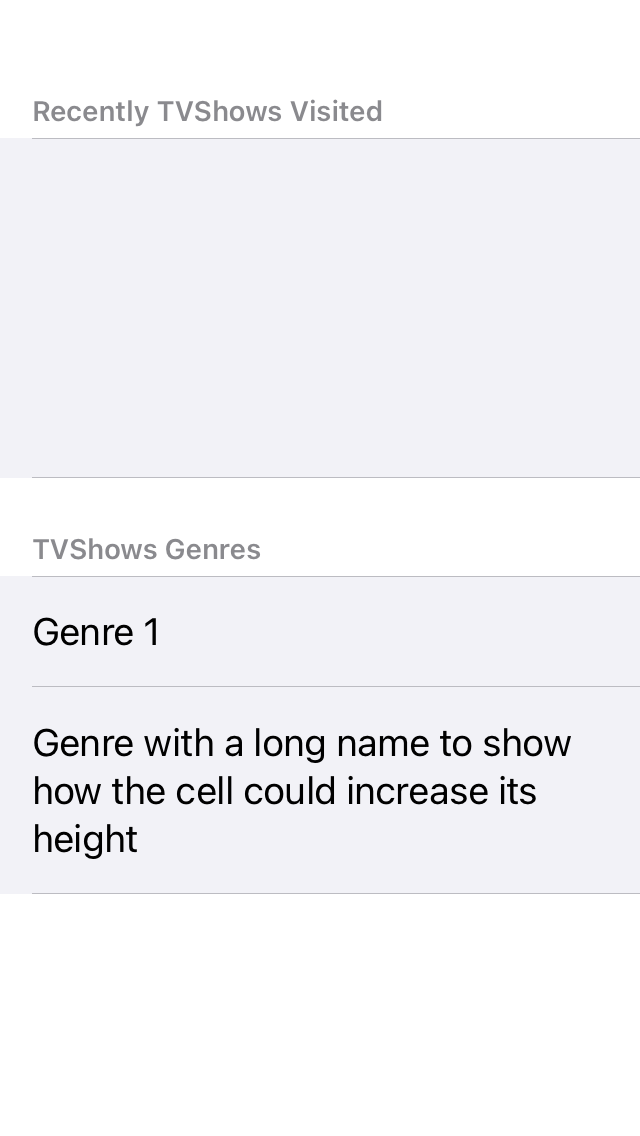 Recently TVShows Visited
TVShows Genres
Genre 1
Genre with a long name to show
how the cell could increase its
height